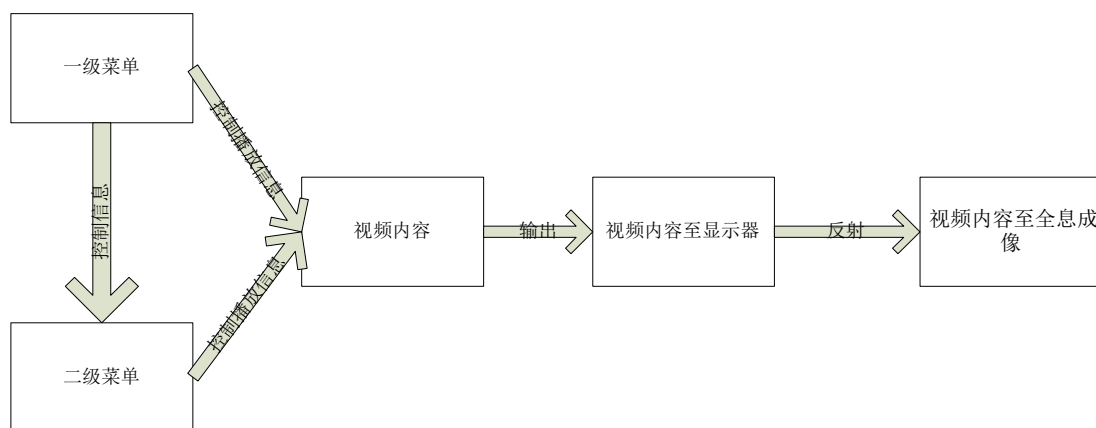 一级菜单
控制播放信息
控制信息
视频内容
输出
视频内容至显示器
反射
视频内容至全息成
像
控制播放信息
二级菜单